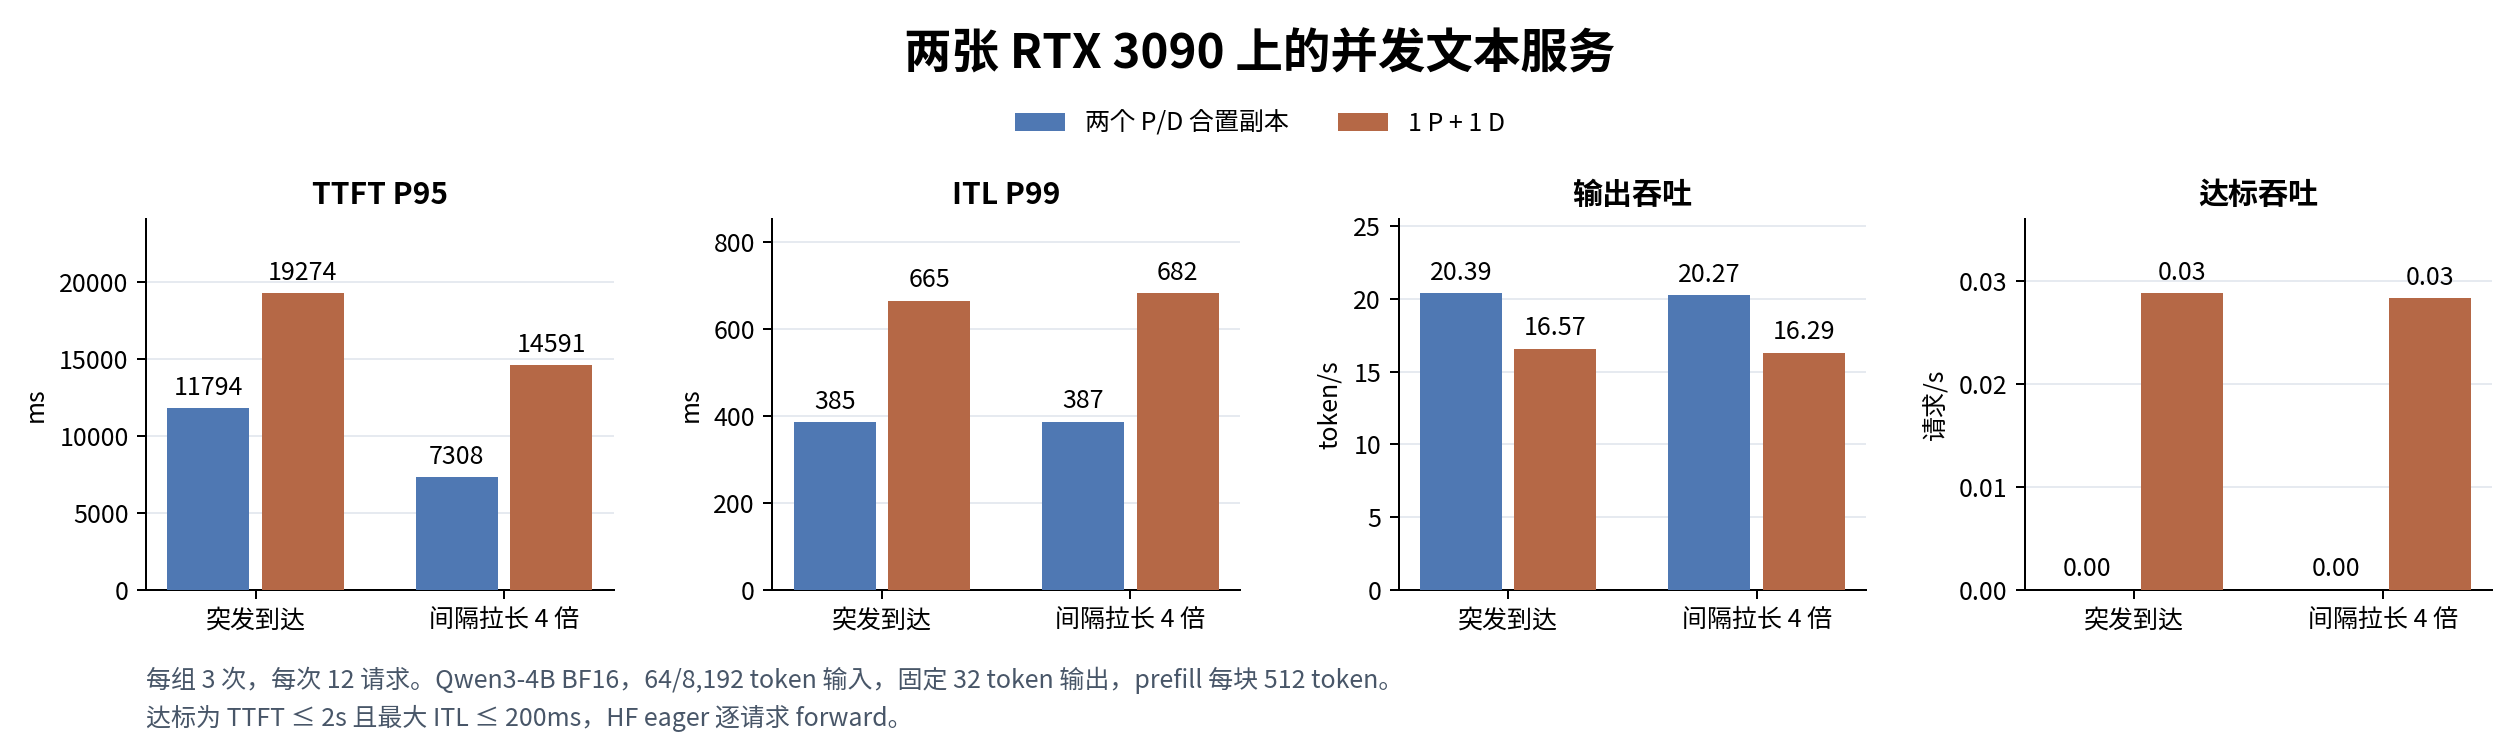 两张 RTX 3090 上的并发文本服务
两个 P/D 合置副本
1 P + 1 D
TTFT P95
ms
20000
15000
10000
5000
0
11794
19274
7308
14591
突发到达
间隔拉长 4 倍
ITL P99
ms
800
600
400
200
0
385
665
387
682
突发到达
间隔拉长 4 倍
输出吞吐
token/s
25
20
15
10
5
0
20.39
16.57
20.27
16.29
突发到达
间隔拉长 4 倍
达标吞吐
请求/s
0.03
0.02
0.01
0.00
0.00
0.03
0.00
0.03
突发到达
间隔拉长 4 倍
每组 3 次，每次 12 请求。Qwen3-4B BF16，64/8,192 token 输入，固定 32 token 输出，prefill 每块 512 token。
达标为 TTFT ≤ 2s 且最大 ITL ≤ 200ms，HF eager 逐请求 forward。